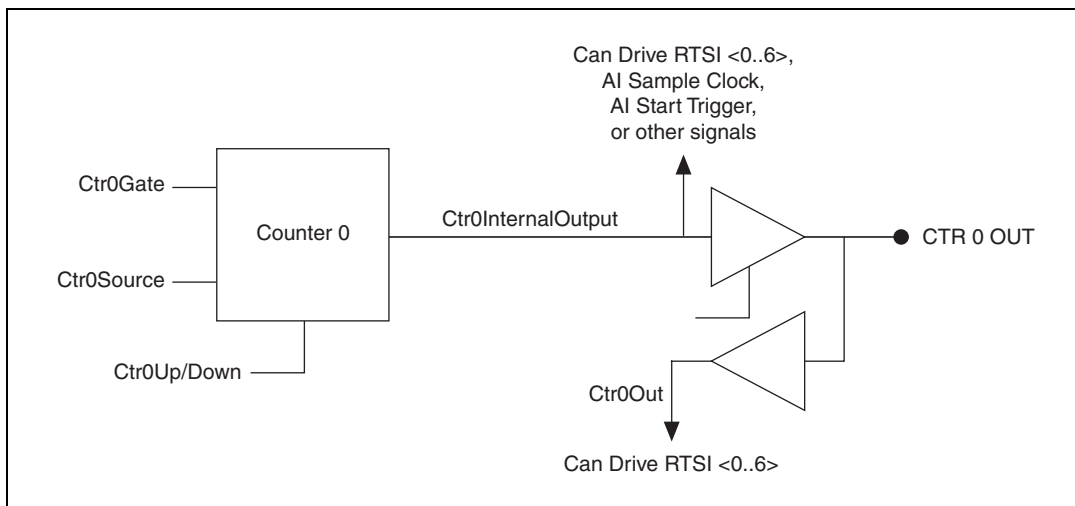 Can Drive RTSI <0..6>,
AI Sample Clock,
AI Start Trigger,
or other signals
Ctr0Gate
Counter 0
Ctr0InternalOutput
CTR 0 OUT
Ctr0Source
Ctr0Up/Down
Ctr0Out
Can Drive RTSI <0..6>